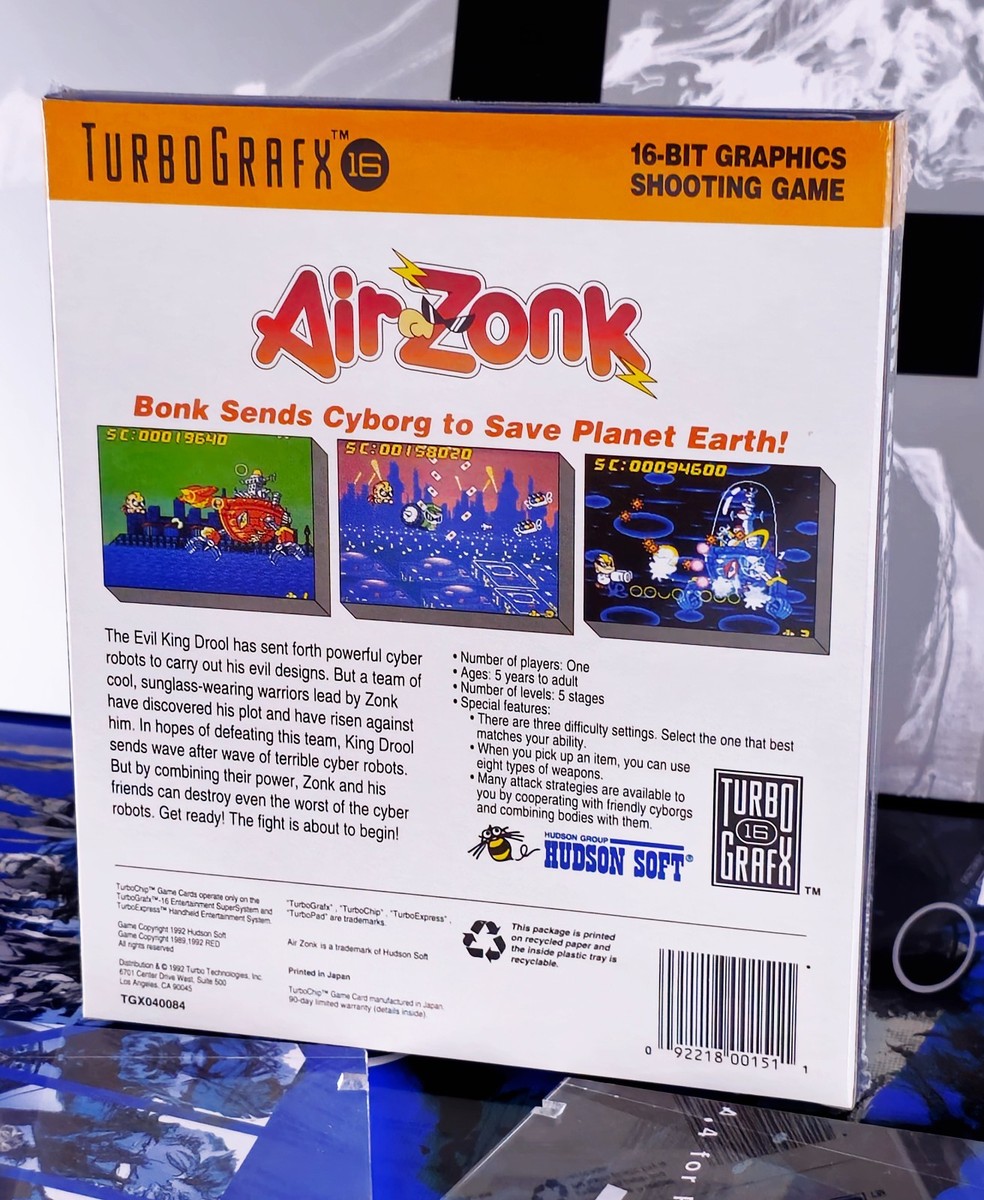 TURBOGRAFX™ 16
16-BIT GRAPHICS
SHOOTING GAME
Air Zonk
Bonk Sends Cyborg to Save Planet Earth!
SC:00019640
SC:00158020
SC:00094600
The Evil King Drool has sent forth powerful cyber
robots to carry out his evil designs. But a team of
cool, sunglass-wearing warriors lead by Zonk
have discovered his plot and have risen against
him. In hopes of defeating this team, King Drool
sends wave after wave of terrible cyber robots.
But by combining their power, Zonk and his
friends can destroy even the worst of the cyber
robots. Get ready! The fight is about to begin!
• Number of players: One
• Ages: 5 years to adult
• Number of levels: 5 stages
• Special features:
• There are three difficulty settings. Select the one that best
matches your ability.
• When you pick up an item, you can use
eight types of weapons.
• Many attack strategies are available to
you by cooperating with friendly cyborgs
and combining bodies with them.
HUDSON GROUP
HUDSON SOFT®
TURBO
16
GRAFX
™
TurboChip™ Game Cards operate only on the
TurboGrafx™-16 Entertainment SuperSystem and
TurboExpress™ Handheld Entertainment System.
Game Copyright 1992 Hudson Soft
Game Copyright 1989,1992 RED
All rights reserved
Distribution & © 1992 Turbo Technologies, Inc.
6701 Center Drive West, Suite 500
Los Angeles, CA 90045
TGX040084
"TurboGrafx", "TurboChip", "TurboExpress",
"TurboPad" are trademarks.
Air Zonk is a trademark of Hudson Soft
Printed in Japan
TurboChip™ Game Card manufactured in Japan.
90-day limited warranty (details inside).
This package is printed
on recycled paper and
the inside plastic tray is
recyclable.
0 92218 00151 1